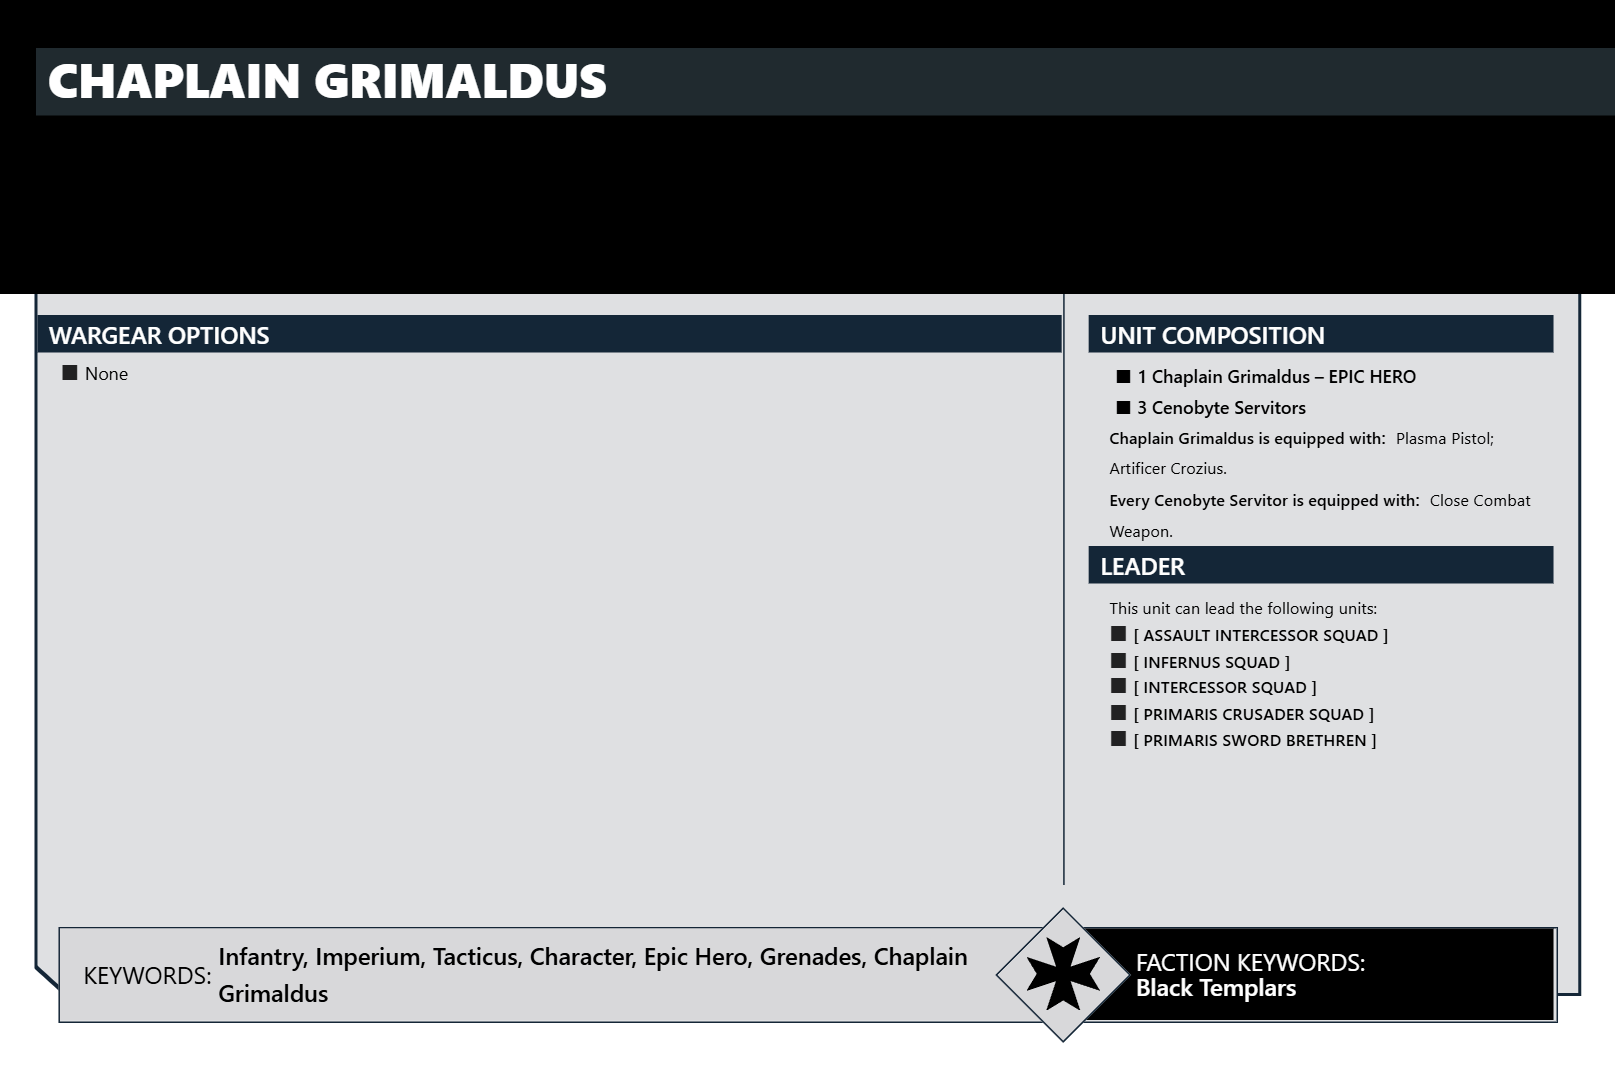 CHAPLAIN GRIMALDUS
WARGEAR OPTIONS
None
UNIT COMPOSITION
1 Chaplain Grimaldus – EPIC HERO
3 Cenobyte Servitors
Chaplain Grimaldus is equipped with: Plasma Pistol;
Artificer Crozius.
Every Cenobyte Servitor is equipped with: Close Combat
Weapon.
LEADER
This unit can lead the following units:
[ ASSAULT INTERCESSOR SQUAD ]
[ INFERNUS SQUAD ]
[ INTERCESSOR SQUAD ]
[ PRIMARIS CRUSADER SQUAD ]
[ PRIMARIS SWORD BRETHREN ]
KEYWORDS: Infantry, Imperium, Tacticus, Character, Epic Hero, Grenades, Chaplain
Grimaldus
FACTION KEYWORDS:
Black Templars